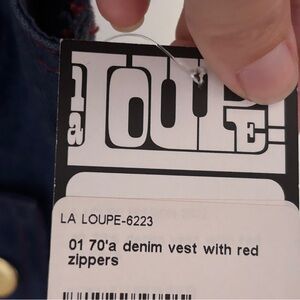 la LOUPE
LA LOUPE-6223
01 70'a denim vest with red
zippers